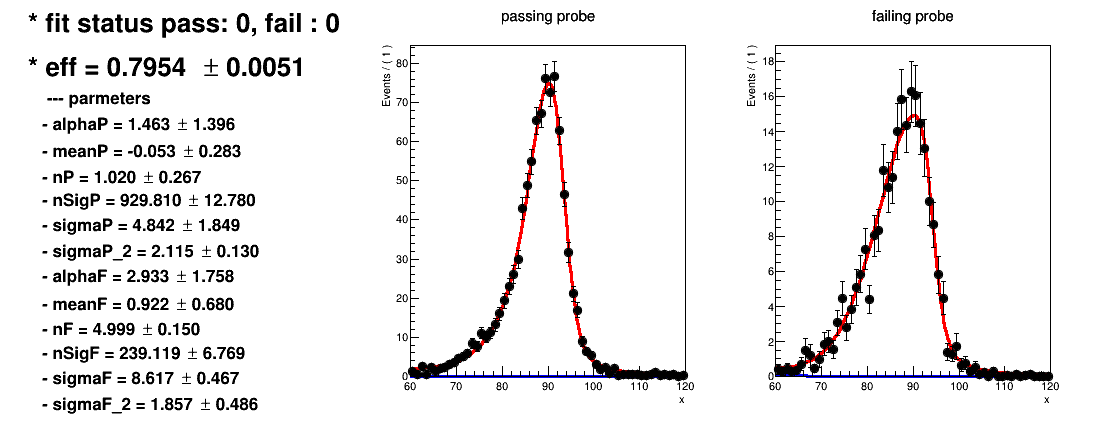 * fit status pass: 0, fail : 0
* eff = 0.7954 ± 0.0051
--- parmeters
- alphaP = 1.463 ± 1.396
- meanP = -0.053 ± 0.283
- nP = 1.020 ± 0.267
- nSigP = 929.810 ± 12.780
- sigmaP = 4.842 ± 1.849
- sigmaP_2 = 2.115 ± 0.130
- alphaF = 2.933 ± 1.758
- meanF = 0.922 ± 0.680
- nF = 4.999 ± 0.150
- nSigF = 239.119 ± 6.769
- sigmaF = 8.617 ± 0.467
- sigmaF_2 = 1.857 ± 0.486
passing probe
Events / ( 1 )
80
70
60
50
40
30
20
10
0
60 70 80 90 100 110 120
x
failing probe
Events / ( 1 )
18
16
14
12
10
8
6
4
2
0
60 70 80 90 100 110 120
x